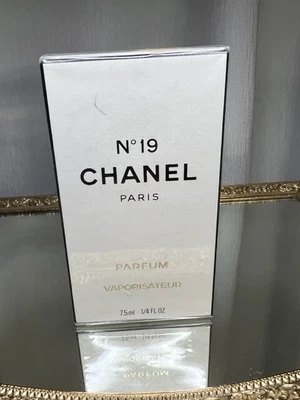 N°19
CHANEL
PARIS
PARFUM
VAPORISATEUR
7,5ml 1/4 FL.OZ